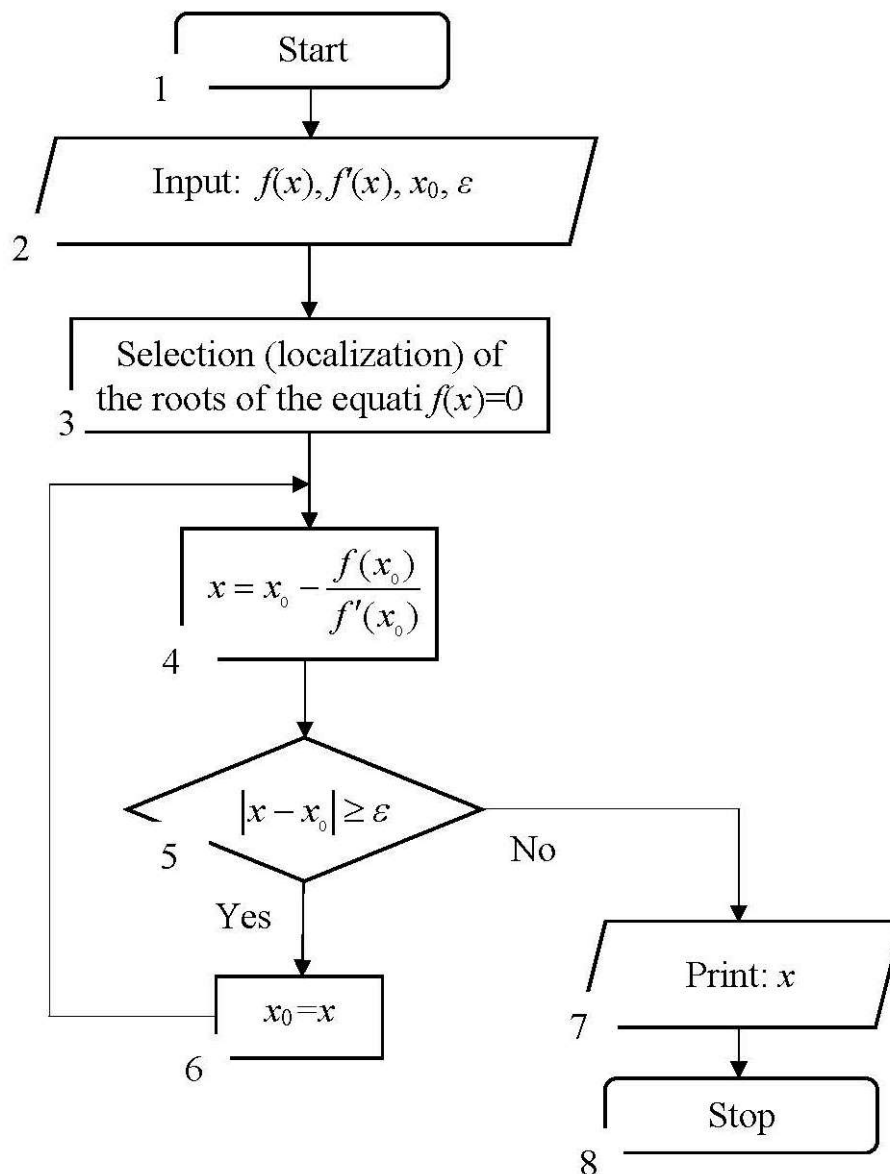 Start
1
Input: f(x), f'(x), x₀, ε
2
Selection (localization) of
the roots of the equati f(x)=0
3
x = x₀ − f(x₀)/f'(x₀)
4
|x − x₀| ≥ ε
5
No
Yes
x₀=x
6
Print: x
7
Stop
8